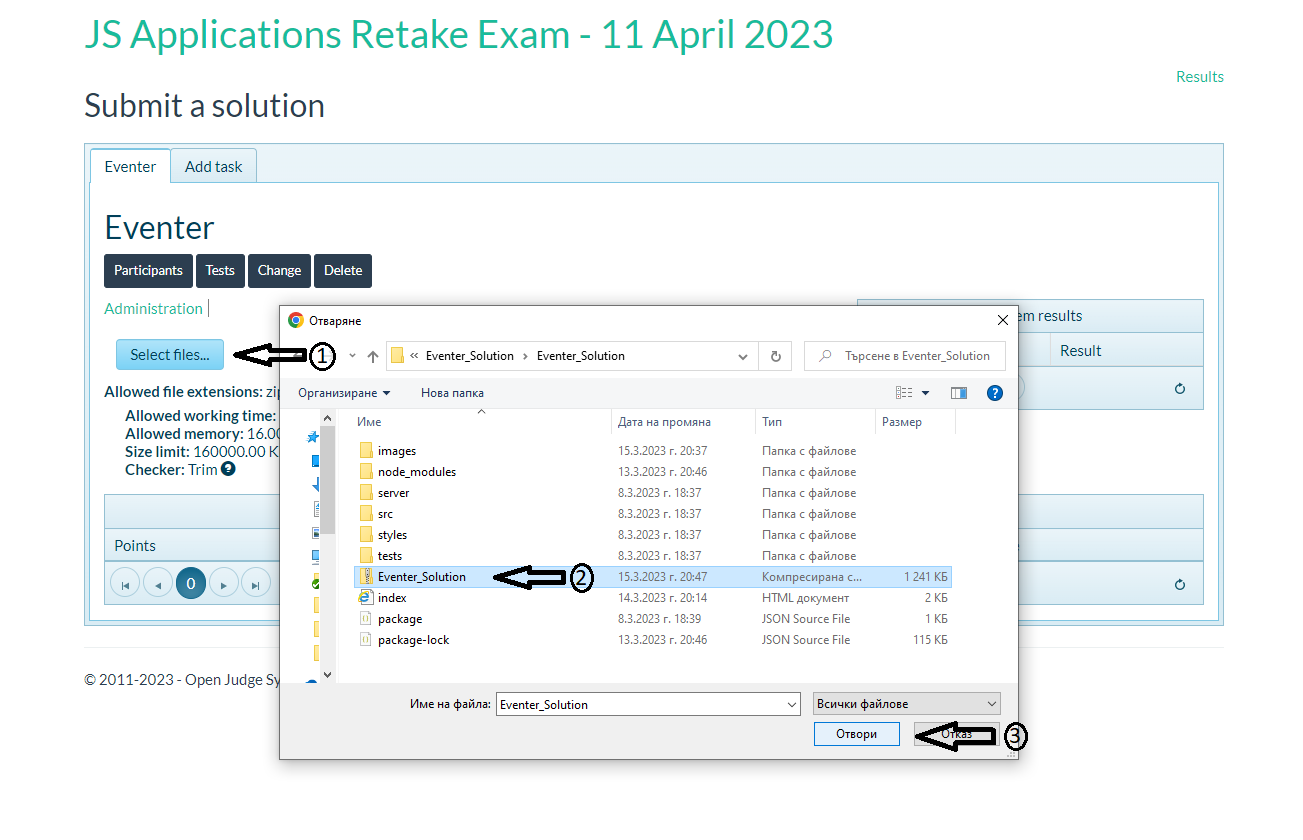 JS Applications Retake Exam - 11 April 2023
Results
Submit a solution
Eventer Add task
Eventer
Participants Tests Change Delete
Administration
Select files... 1
Allowed file extensions:
Allowed working time:
Allowed memory: 16.00
Size limit: 160000.00 K
Checker: Trim ?
results
Result
Points
0
© 2011-2023 - Open Judge Sy
Отваряне
« Eventer_Solution › Eventer_Solution
Търсене в Eventer_Solution
Организиране Нова папка ?
Име Дата на промяна Тип Размер
images 15.3.2023 г. 20:37 Папка с файлове
node_modules 13.3.2023 г. 20:46 Папка с файлове
server 8.3.2023 г. 18:37 Папка с файлове
src 8.3.2023 г. 18:37 Папка с файлове
styles 8.3.2023 г. 18:37 Папка с файлове
tests 8.3.2023 г. 18:37 Папка с файлове
Eventer_Solution 2 15.3.2023 г. 20:47 Компресирана с... 1 241 КБ
index 14.3.2023 г. 20:14 HTML документ 2 КБ
package 8.3.2023 г. 18:39 JSON Source File 1 КБ
package-lock 13.3.2023 г. 20:46 JSON Source File 115 КБ
Име на файла: Eventer_Solution Всички файлове
Отвори Отказ 3